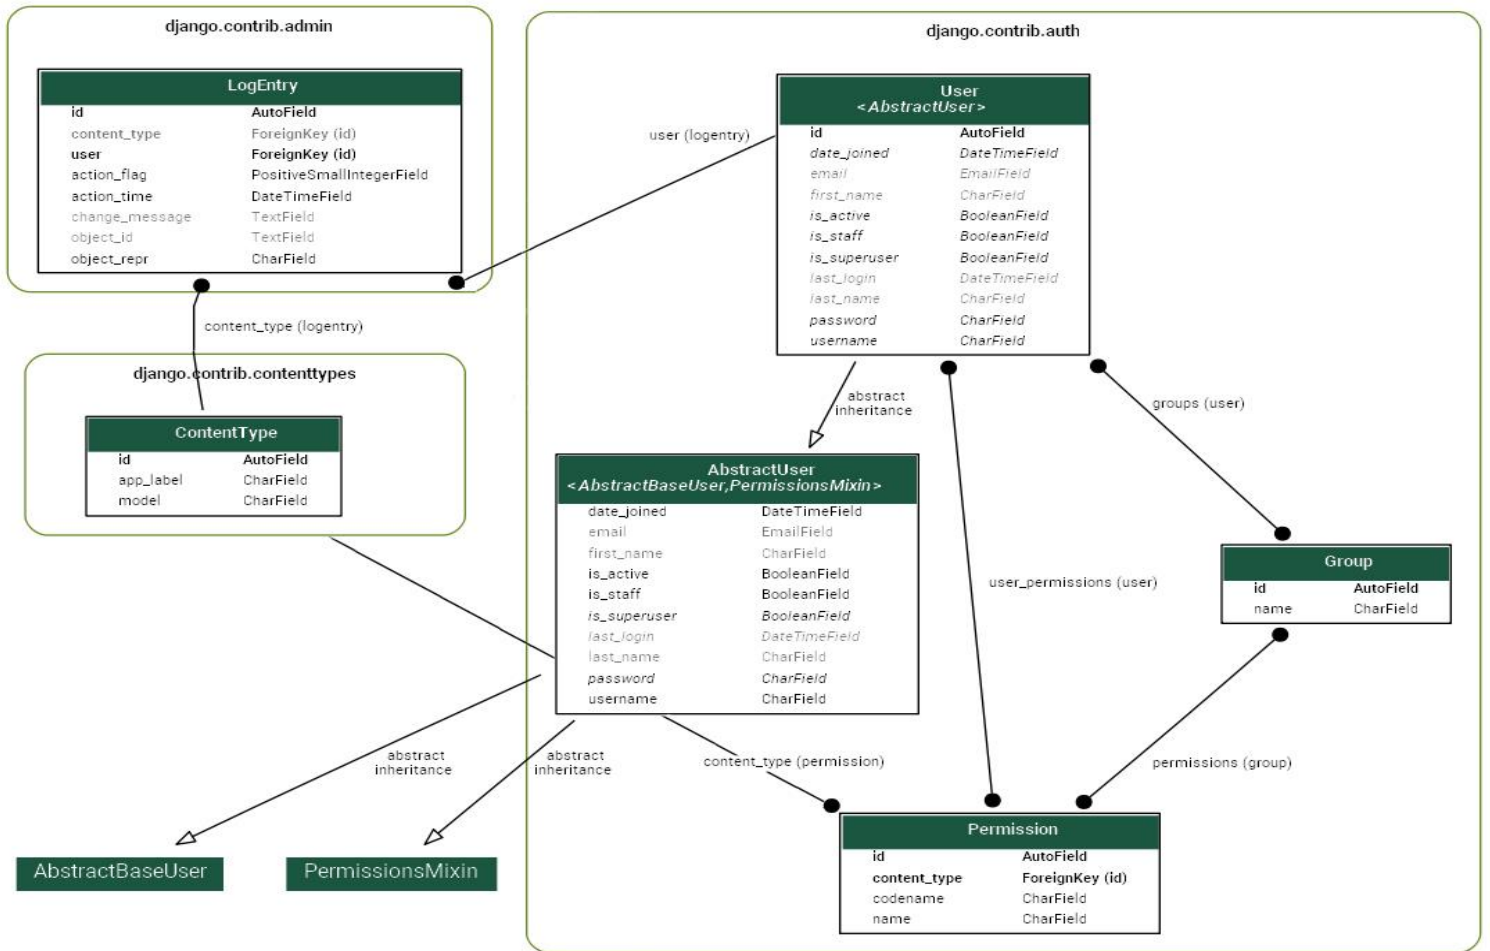 django.contrib.admin
LogEntry
id AutoField
content_type ForeignKey (id)
user ForeignKey (id)
action_flag PositiveSmallIntegerField
action_time DateTimeField
change_message TextField
object_id TextField
object_repr CharField
user (logentry)
content_type (logentry)
django.contrib.contenttypes
ContentType
id AutoField
app_label CharField
model CharField
django.contrib.auth
User
<AbstractUser>
id AutoField
date_joined DateTimeField
email EmailField
first_name CharField
is_active BooleanField
is_staff BooleanField
is_superuser BooleanField
last_login DateTimeField
last_name CharField
password CharField
username CharField
abstract
inheritance
groups (user)
AbstractUser
<AbstractBaseUser,PermissionsMixin>
date_joined DateTimeField
email EmailField
first_name CharField
is_active BooleanField
is_staff BooleanField
is_superuser BooleanField
last_login DateTimeField
last_name CharField
password CharField
username CharField
user_permissions (user)
Group
id AutoField
name CharField
abstract
inheritance
abstract
inheritance
content_type (permission)
permissions (group)
AbstractBaseUser
PermissionsMixin
Permission
id AutoField
content_type ForeignKey (id)
codename CharField
name CharField